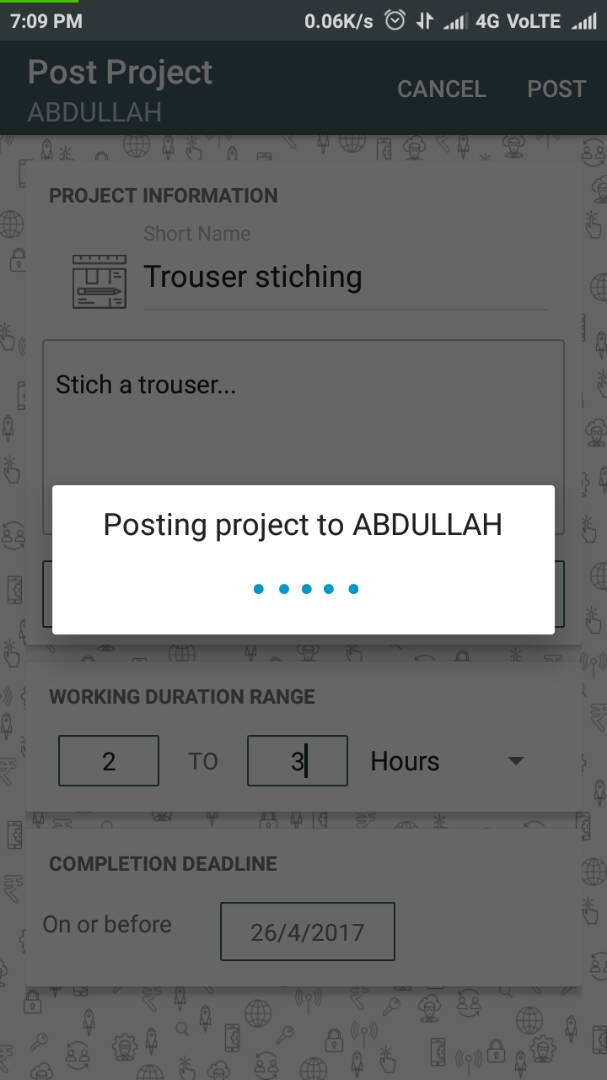 7:09 PM 0.06K/s 4G VoLTE
Post Project
ABDULLAH
CANCEL POST
PROJECT INFORMATION
Short Name
Trouser stiching
Stich a trouser...
Posting project to ABDULLAH
WORKING DURATION RANGE
2 TO 3 Hours
COMPLETION DEADLINE
On or before 26/4/2017